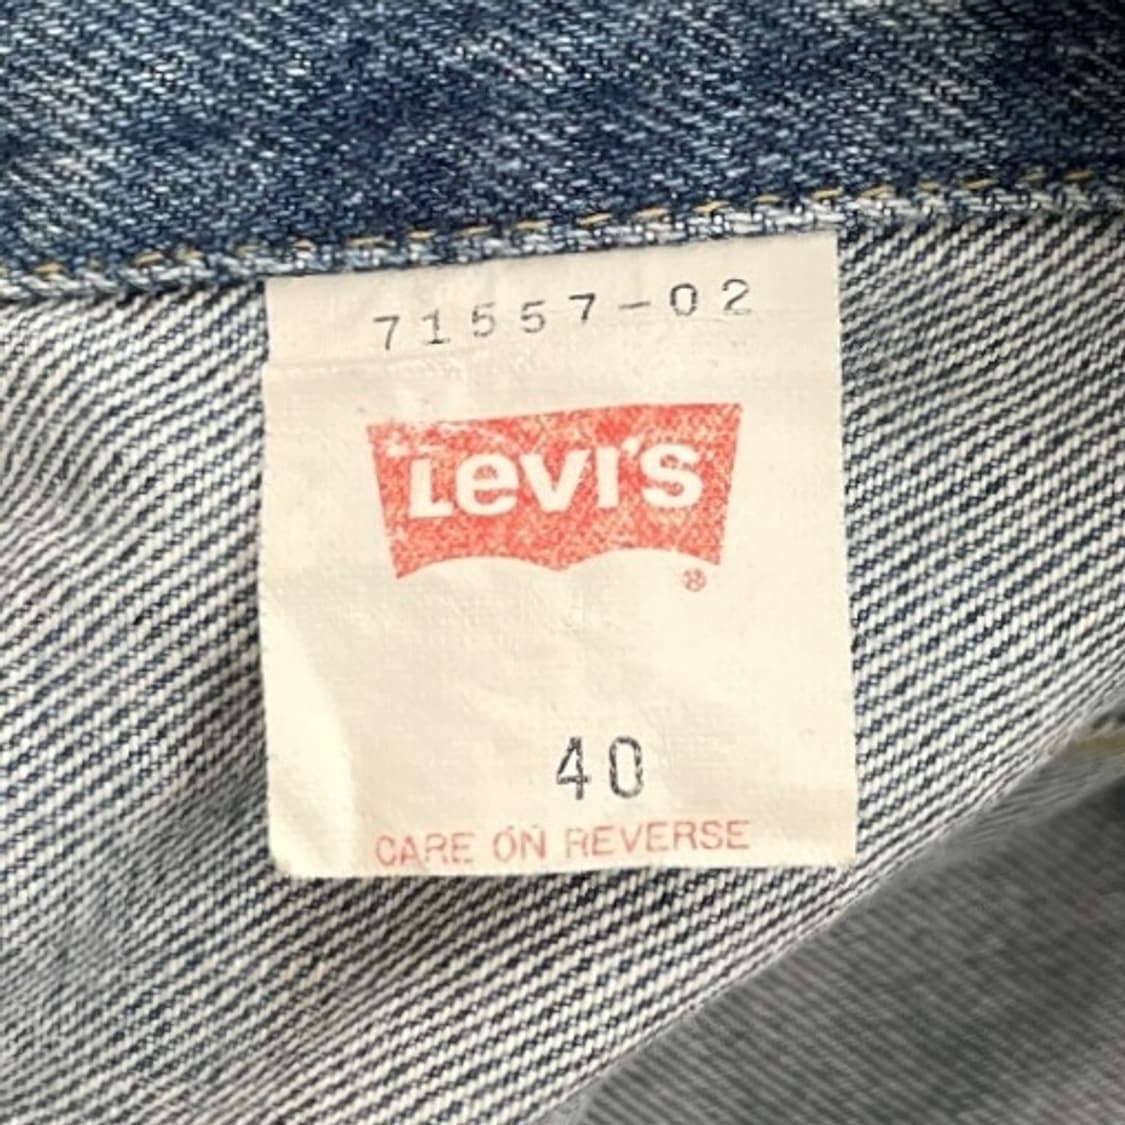 71557-02
Levi's
®
40
CARE ON REVERSE